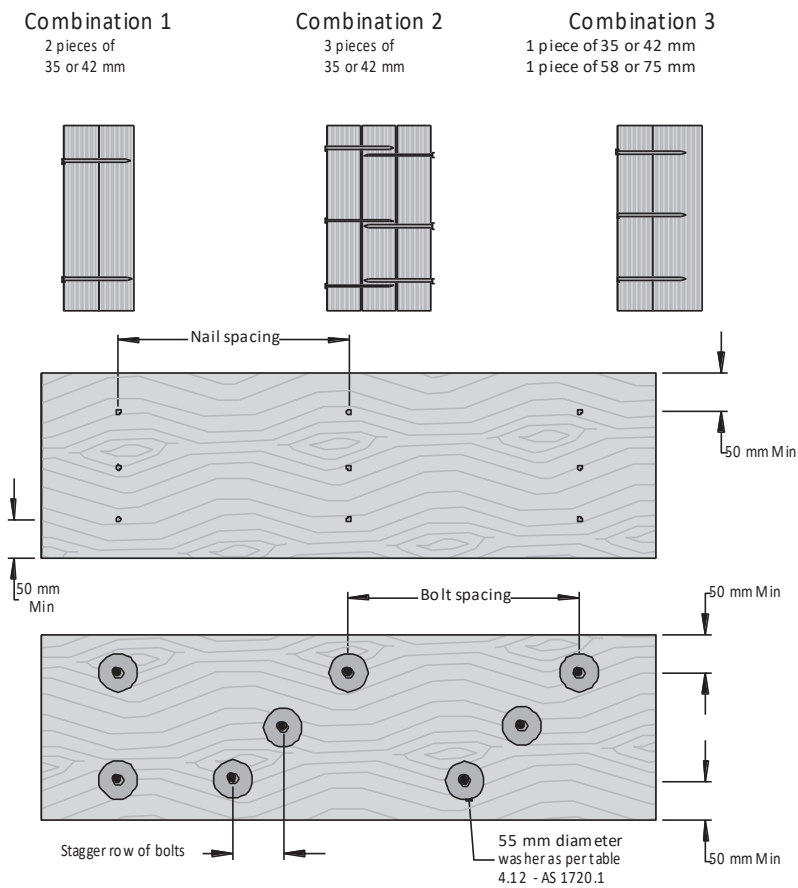 Combination 1
2 pieces of
35 or 42 mm
Combination 2
3 pieces of
35 or 42 mm
Combination 3
1 piece of 35 or 42 mm
1 piece of 58 or 75 mm
Nail spacing
50 mm Min
50 mm
Min
Bolt spacing
50 mm Min
Stagger row of bolts
55 mm diameter
washer as per table
4.12 - AS 1720.1
50 mm Min